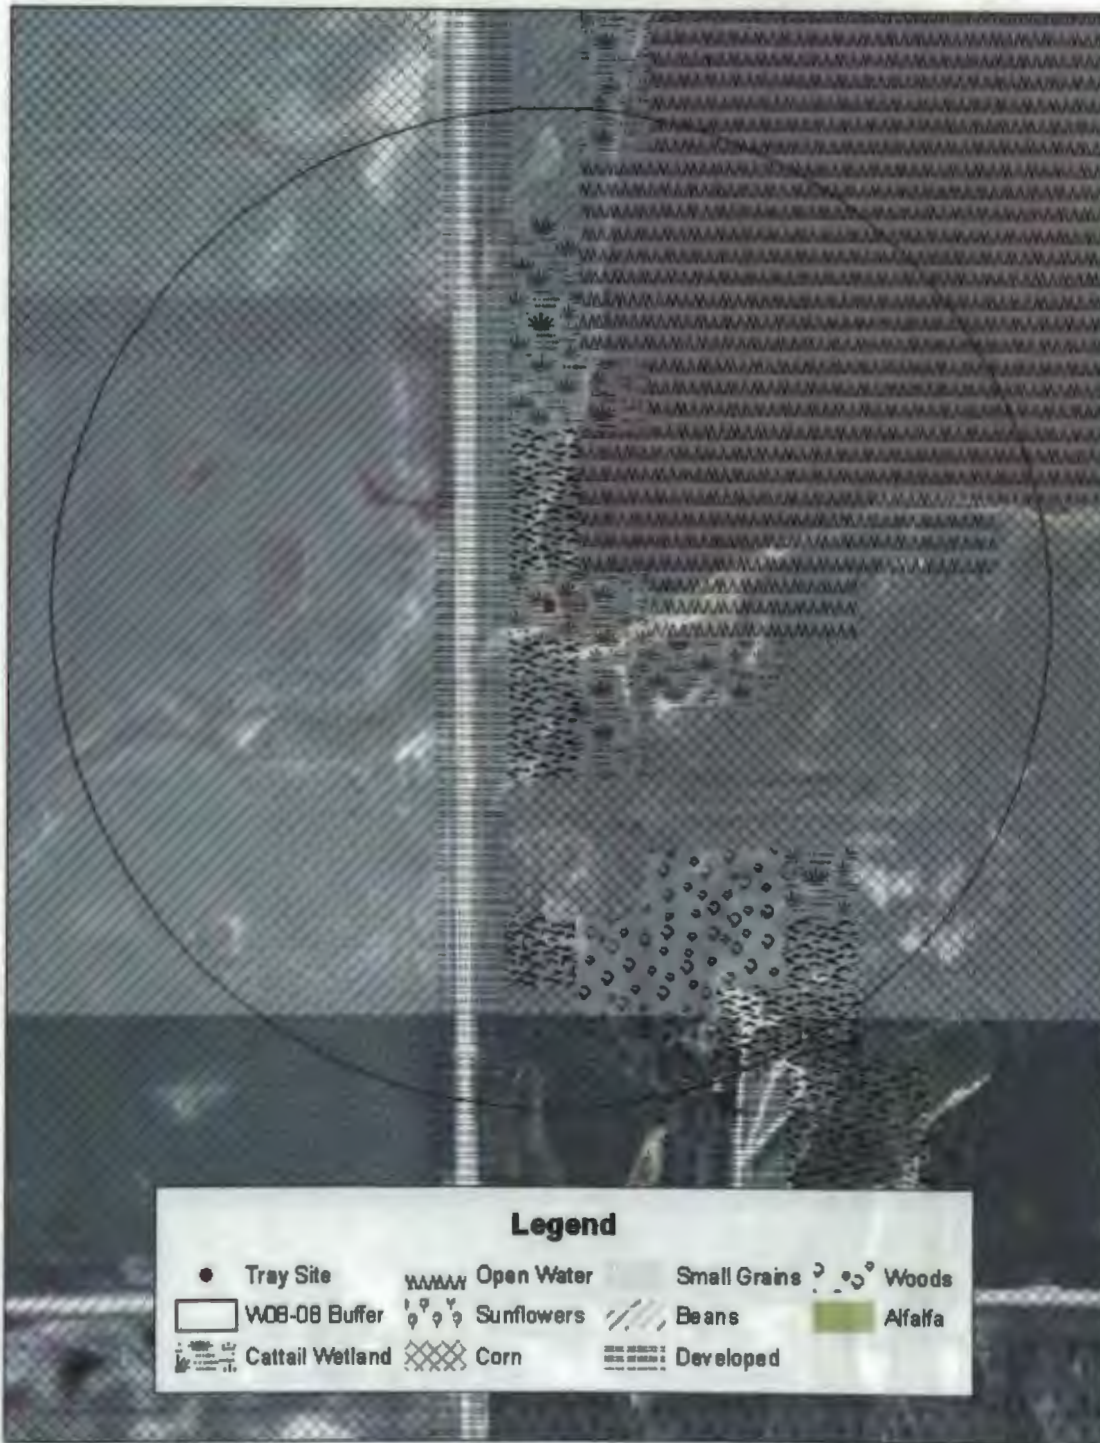 Legend
Tray Site
Open Water
Small Grains
Woods
W08-08 Buffer
Sunflowers
Beans
Alfalfa
Cattail Wetland
Corn
Developed